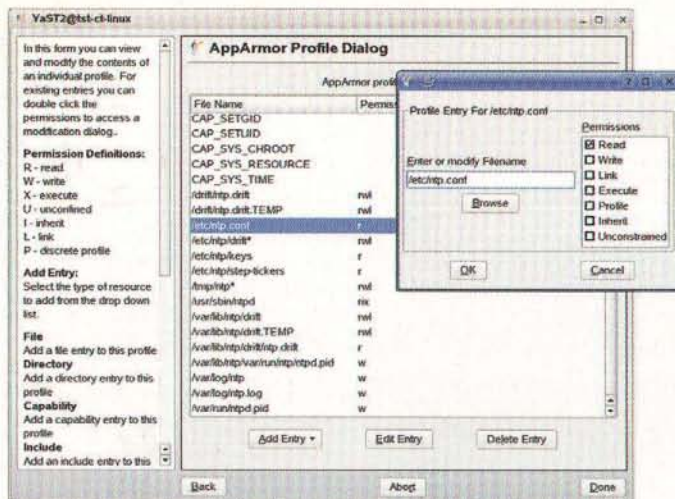 YaST2@tst-ct-linux
In this form you can view
and modify the contents of
an individual profile. For
existing entries you can
double click the
permissions to access a
modification dialog..
Permission Definitions:
R - read
W - write
X - execute
U - unconfined
I - inherit
L - link
P - discrete profile
Add Entry:
Select the type of resource
to add from the drop down
list.
File
Add a file entry to this profile
Directory
Add a directory entry to this
profile
Capability
Add a capability entry to this
profile
Include
Add an include entry to this
AppArmor Profile Dialog
AppArmor profil
File Name Permiss
CAP_SETGID
CAP_SETUID
CAP_SYS_CHROOT
CAP_SYS_RESOURCE
CAP_SYS_TIME
/drift/ntp.drift rwl
/drift/ntp.drift.TEMP rwl
/etc/ntp.conf r
/etc/ntp/drift* rwl
/etc/ntp/keys r
/etc/ntp/step-tickers r
/tmp/ntp* rwl
/usr/sbin/ntpd rix
/var/lib/ntp/drift rwl
/var/lib/ntp/drift.TEMP rwl
/var/lib/ntp/drift/ntp.drift r
/var/lib/ntp/var/run/ntp/ntpd.pid w
/var/log/ntp w
/var/log/ntp.log w
/var/run/ntpd.pid w
Add Entry Edit Entry Delete Entry
Back Abort Done
Profile Entry For /etc/ntp.conf
Enter or modify Filename
/etc/ntp.conf
Browse
Permissions
Read
Write
Link
Execute
Profile
Inherit
Unconstrained
OK Cancel